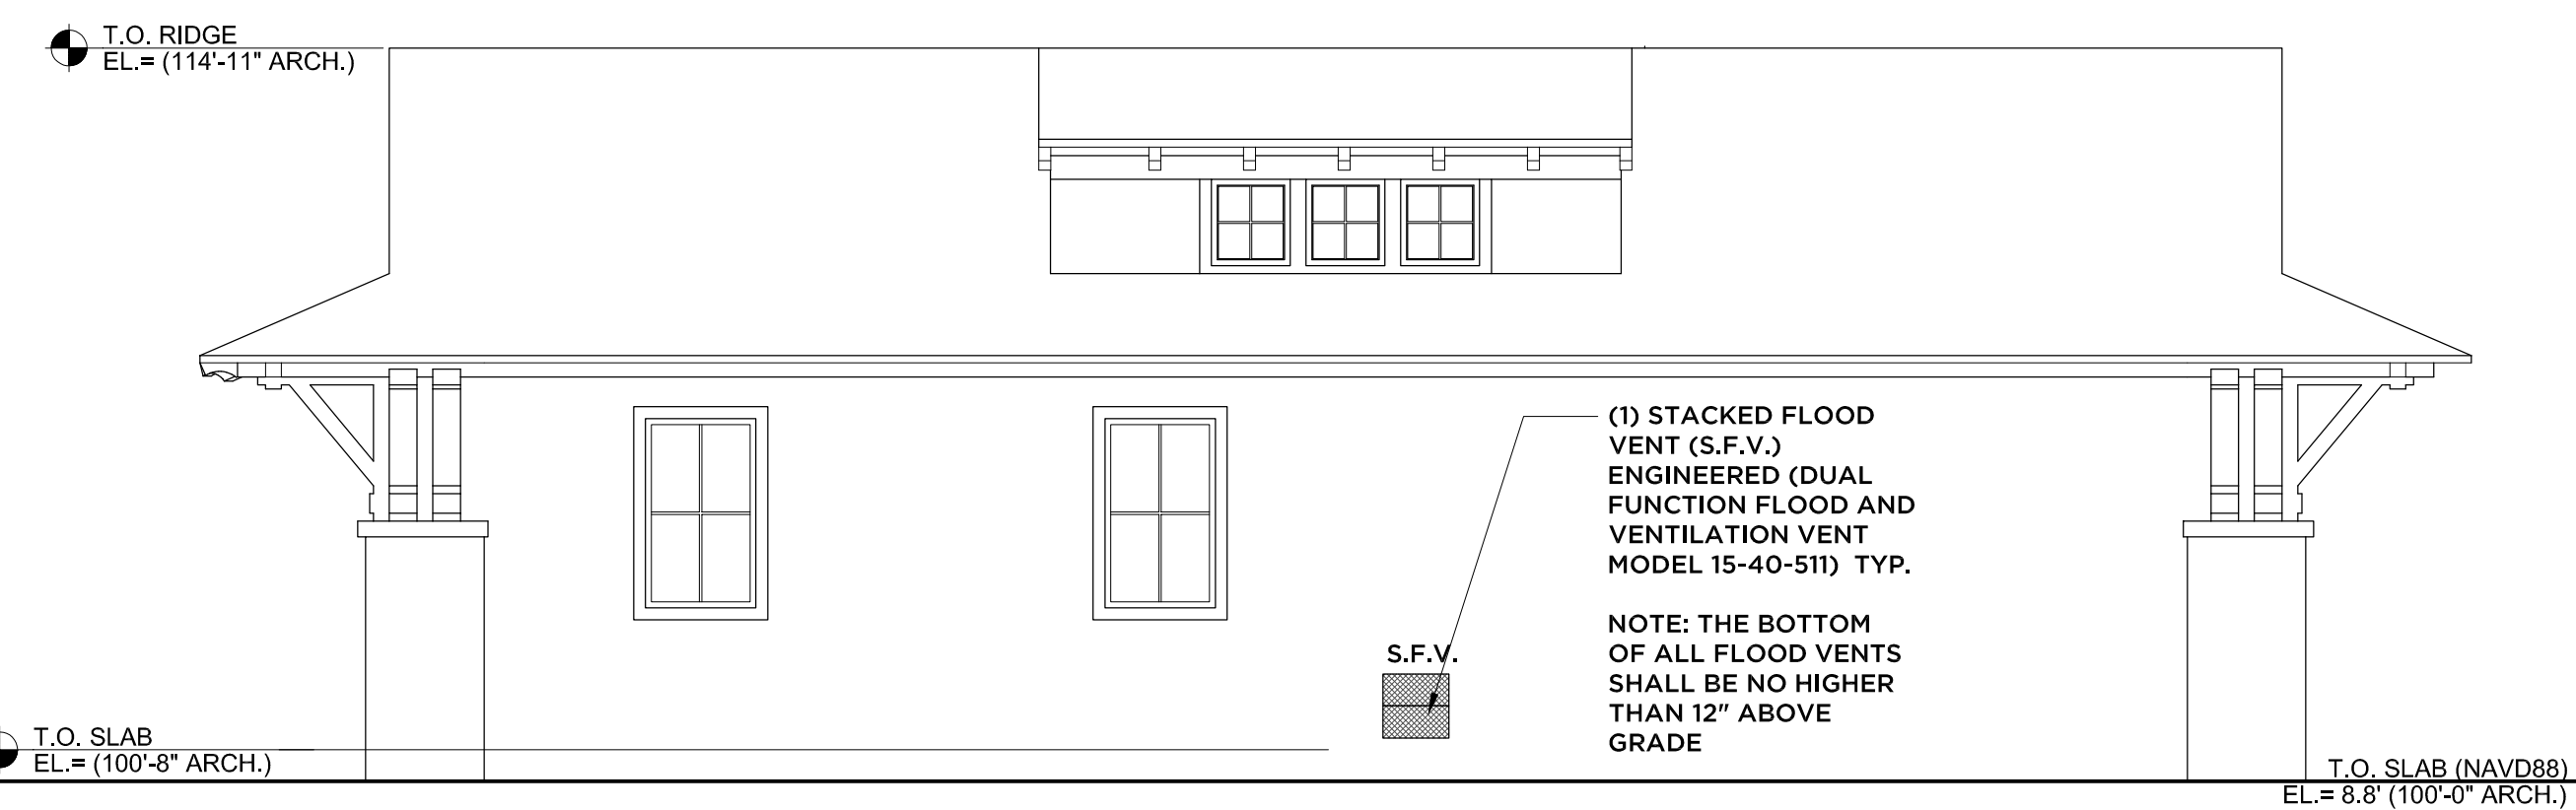 T.O. RIDGE
EL.= (114'-11" ARCH.)
(1) STACKED FLOOD
VENT (S.F.V.)
ENGINEERED (DUAL
FUNCTION FLOOD AND
VENTILATION VENT
MODEL 15-40-511) TYP.
NOTE: THE BOTTOM
OF ALL FLOOD VENTS
SHALL BE NO HIGHER
THAN 12" ABOVE
GRADE
S.F.V.
T.O. SLAB
EL.= (100'-8" ARCH.)
T.O. SLAB (NAVD88)
EL.= 8.8' (100'-0" ARCH.)